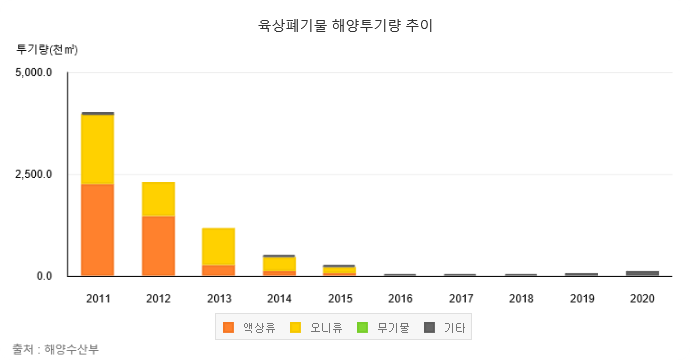 육상폐기물 해양투기량 추이
투기량(천㎥)
5,000.0
2,500.0
0.0
2011 2012 2013 2014 2015 2016 2017 2018 2019 2020
액상휴 오니휴 무기물 기타
출처 : 해양수산부